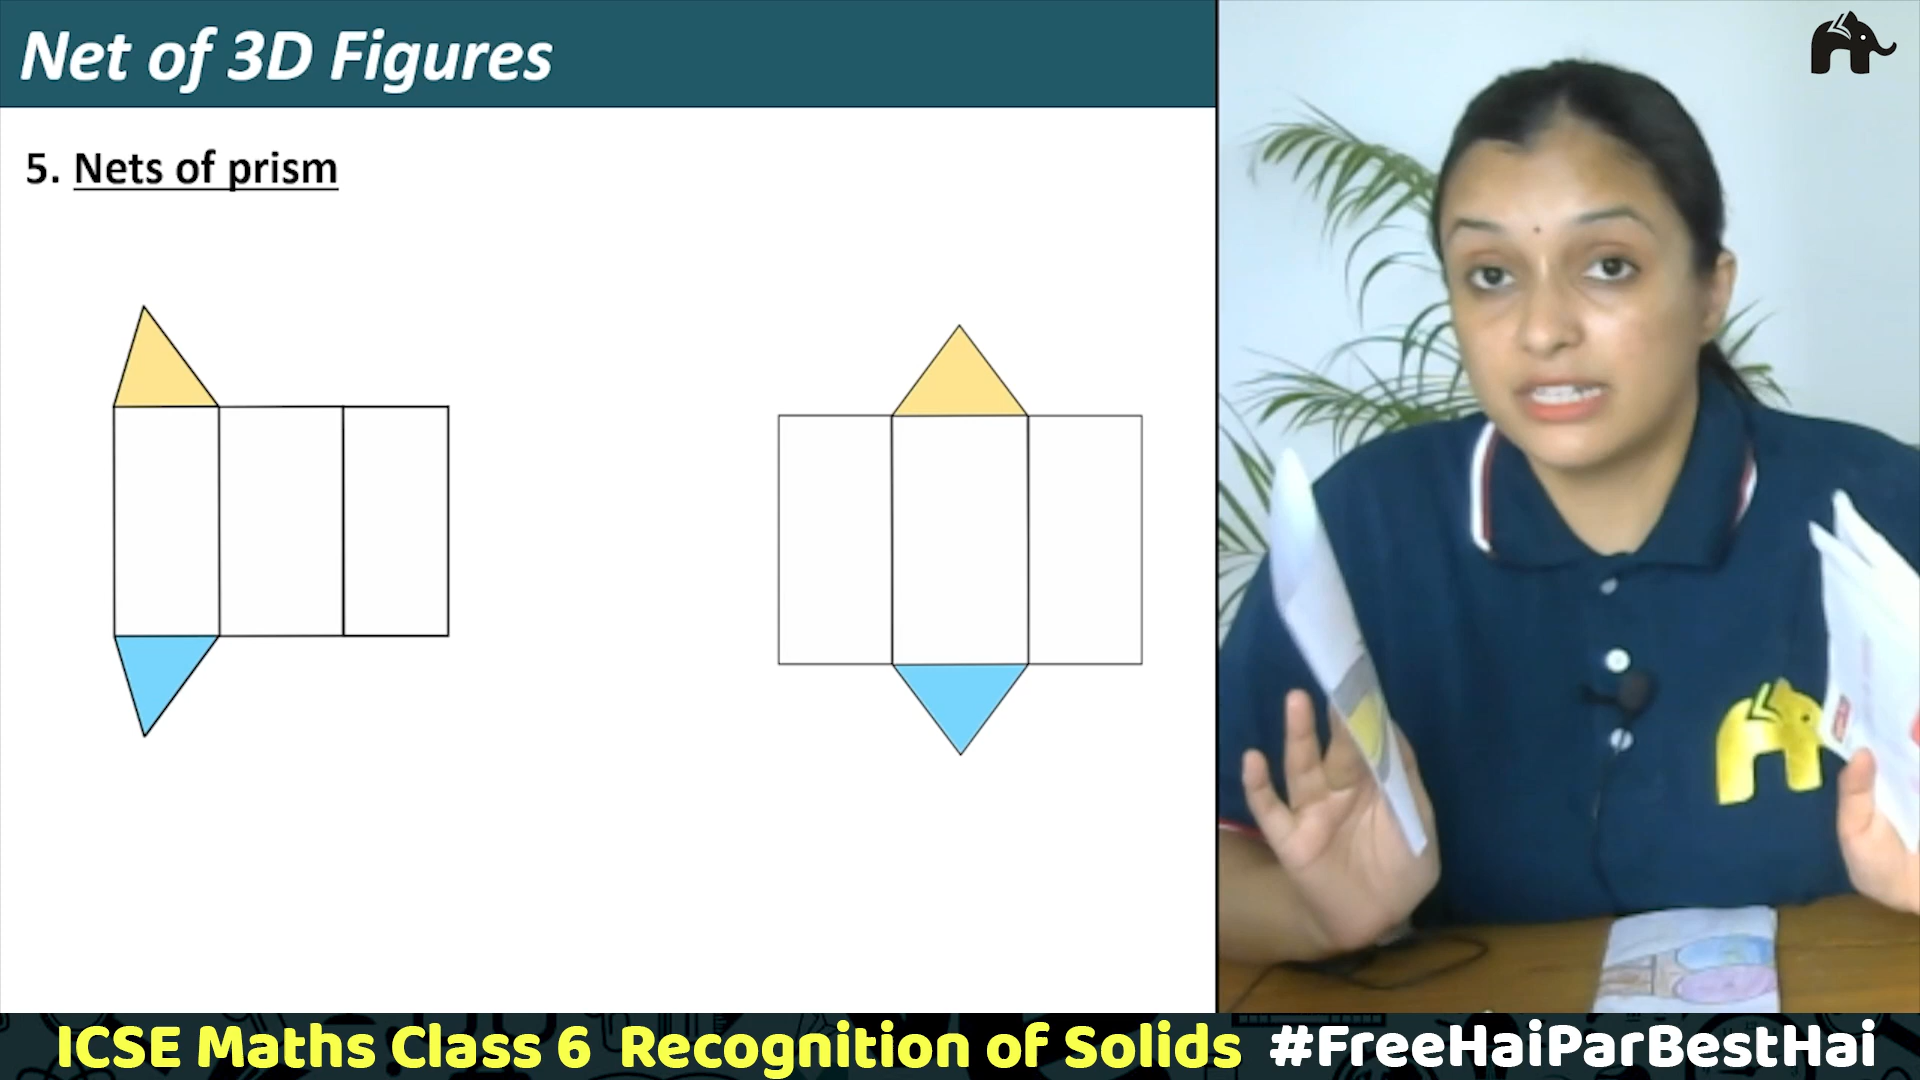 Net of 3D Figures
5. Nets of prism
ICSE Maths Class 6 Recognition of Solids #FreeHaiParBestHai